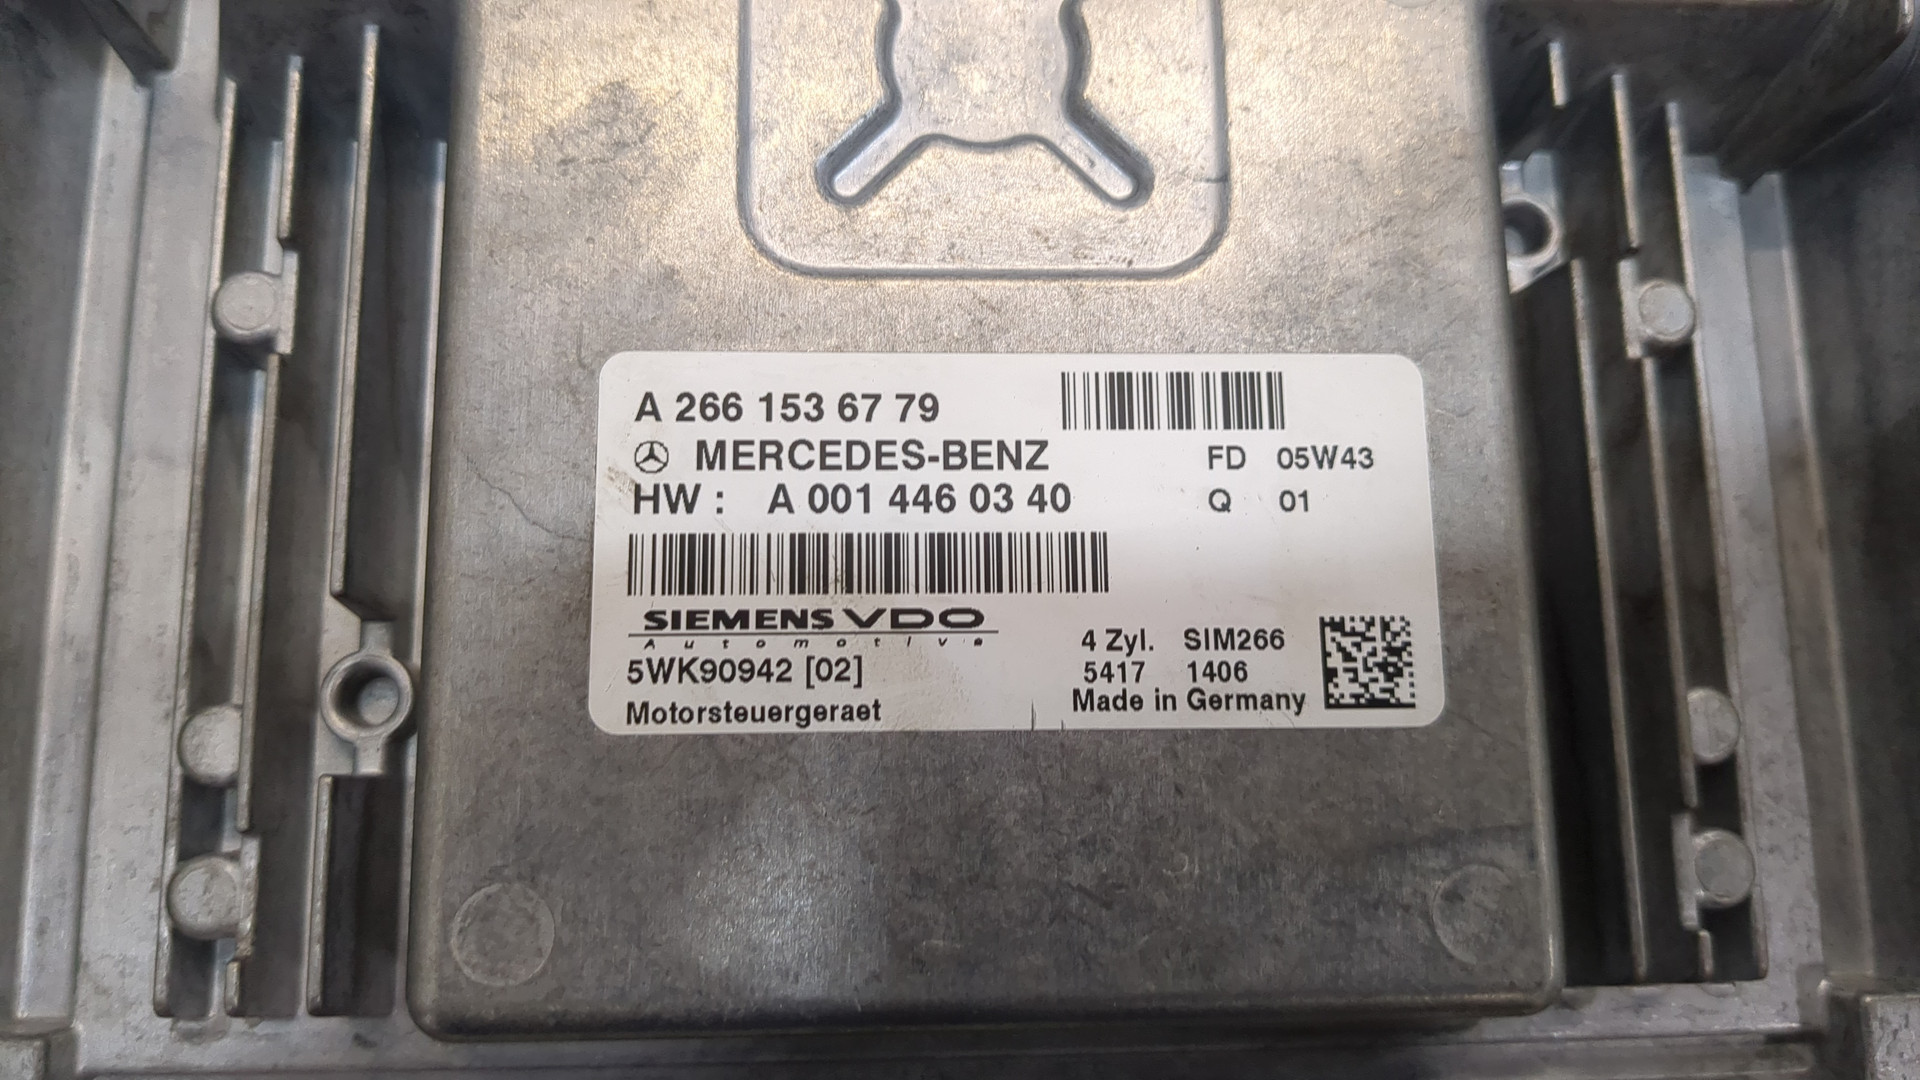 A 266 153 67 79
MERCEDES-BENZ FD 05W43
HW : A 001 446 03 40 Q 01
SIEMENS VDO
Automotive
4 Zyl. SIM266
5WK90942 [02] 5417 1406
Motorsteuergeraet Made in Germany